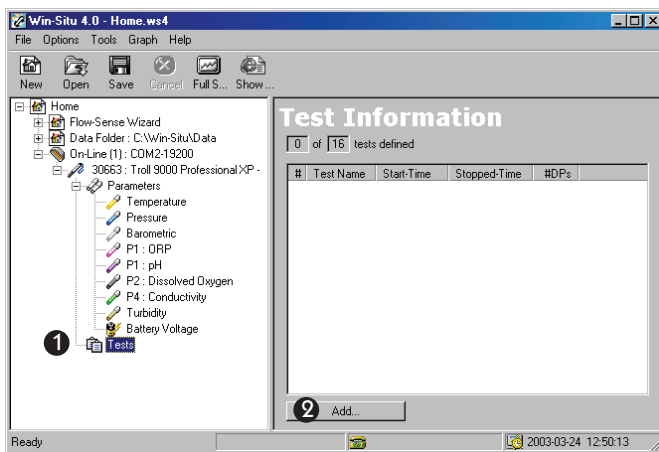 Win-Situ 4.0 - Home.ws4
File Options Tools Graph Help
New Open Save Cancel Full S... Show ...
Home
Flow-Sense Wizard
Data Folder : C:\Win-Situ\Data
On-Line (1) : COM2-19200
30663 : Troll 9000 Professional XP -
Parameters
Temperature
Pressure
Barometric
P1 : ORP
P1 : pH
P2 : Dissolved Oxygen
P4 : Conductivity
Turbidity
Battery Voltage
1 Tests
Test Information
0 of 16 tests defined
# Test Name Start-Time Stopped-Time #DPs
2 Add...
Ready 2003-03-24 12:50:13